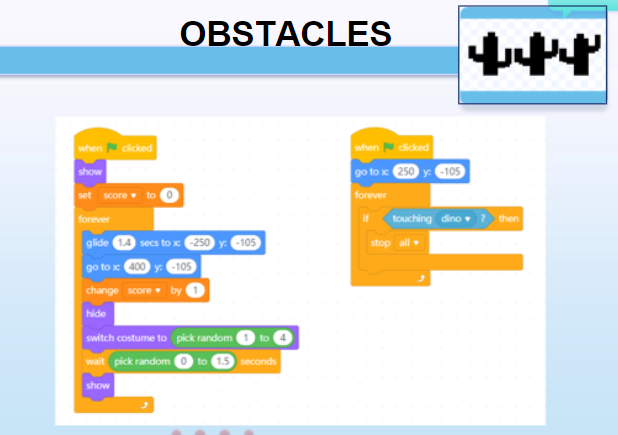 OBSTACLES
when clicked
show
set score to 0
forever
glide 1.4 secs to x: -250 y: -105
go to x: 400 y: -105
change score by 1
hide
switch costume to pick random 1 to 4
wait pick random 0 to 1.5 seconds
show
when clicked
go to x: 250 y: -105
forever
if touching dino ? then
stop all